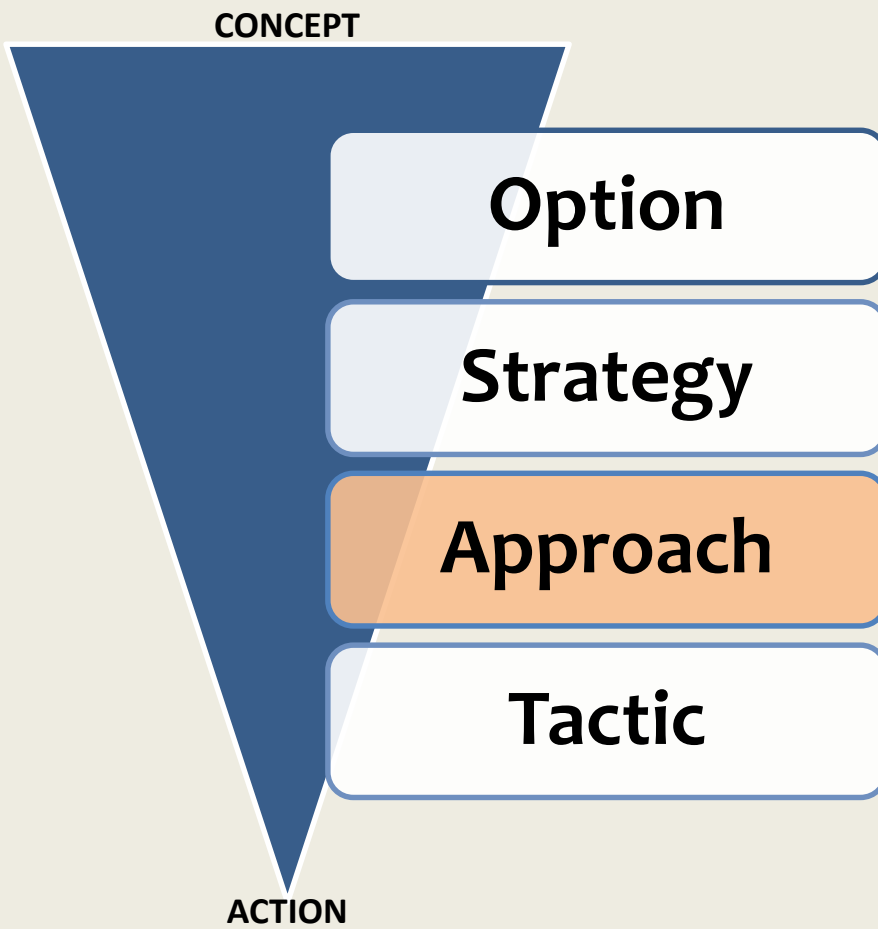 CONCEPT
Option
Strategy
Approach
Tactic
ACTION